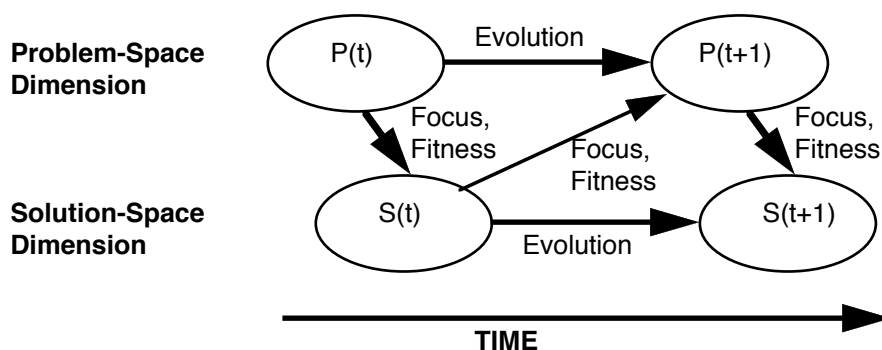 Problem-Space
Dimension
P(t)
Evolution
P(t+1)
Focus,
Fitness
Focus,
Fitness
Focus,
Fitness
Solution-Space
Dimension
S(t)
Evolution
S(t+1)
TIME